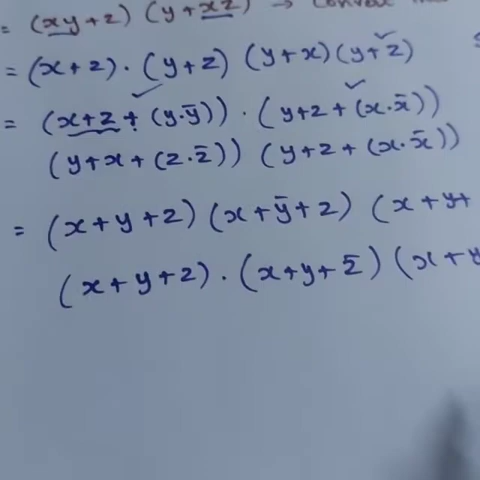 = (xy+z) (y+xz) →
= (x+z) · (y+z) (y+x)(y+z)
= (x+z + (y·ȳ)) · (y+z + (x·x̄))
(y+x+(z·z̄)) (y+z+(x·x̄))
= (x+y+z) (x+ȳ+z) (x+y+
(x+y+z) · (x+y+z̄) (x+y